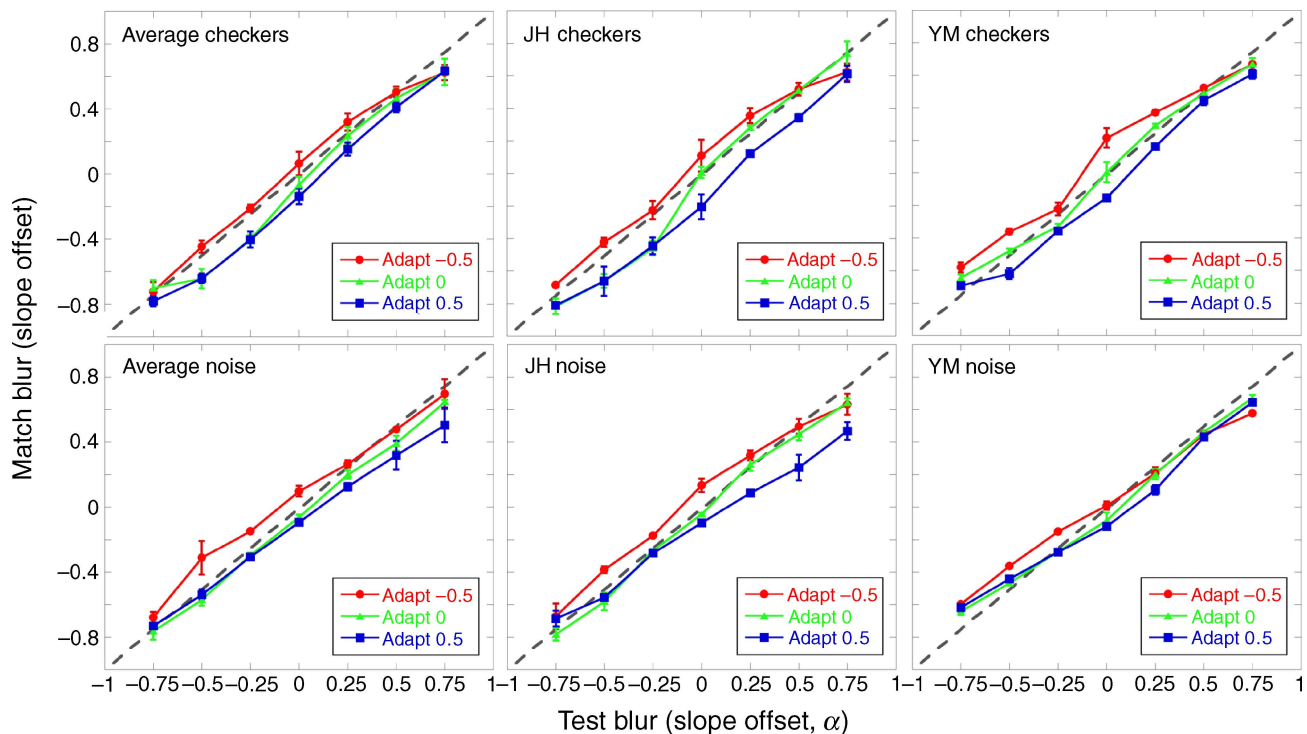 Average checkers
JH checkers
YM checkers
0.8
0.4
0
−0.4
−0.8
Adapt −0.5
Adapt 0
Adapt 0.5
Adapt −0.5
Adapt 0
Adapt 0.5
Adapt −0.5
Adapt 0
Adapt 0.5
Match blur (slope offset)
Average noise
JH noise
YM noise
0.8
0.4
0
−0.4
−0.8
Adapt −0.5
Adapt 0
Adapt 0.5
Adapt −0.5
Adapt 0
Adapt 0.5
Adapt −0.5
Adapt 0
Adapt 0.5
−1 −0.75 −0.5 −0.25 0 0.25 0.5 0.75 1 −0.75 −0.5 −0.25 0 0.25 0.5 0.75 1−1 −0.75 −0.5 −0.25 0 0.25 0.5 0.75 1
Test blur (slope offset, α)